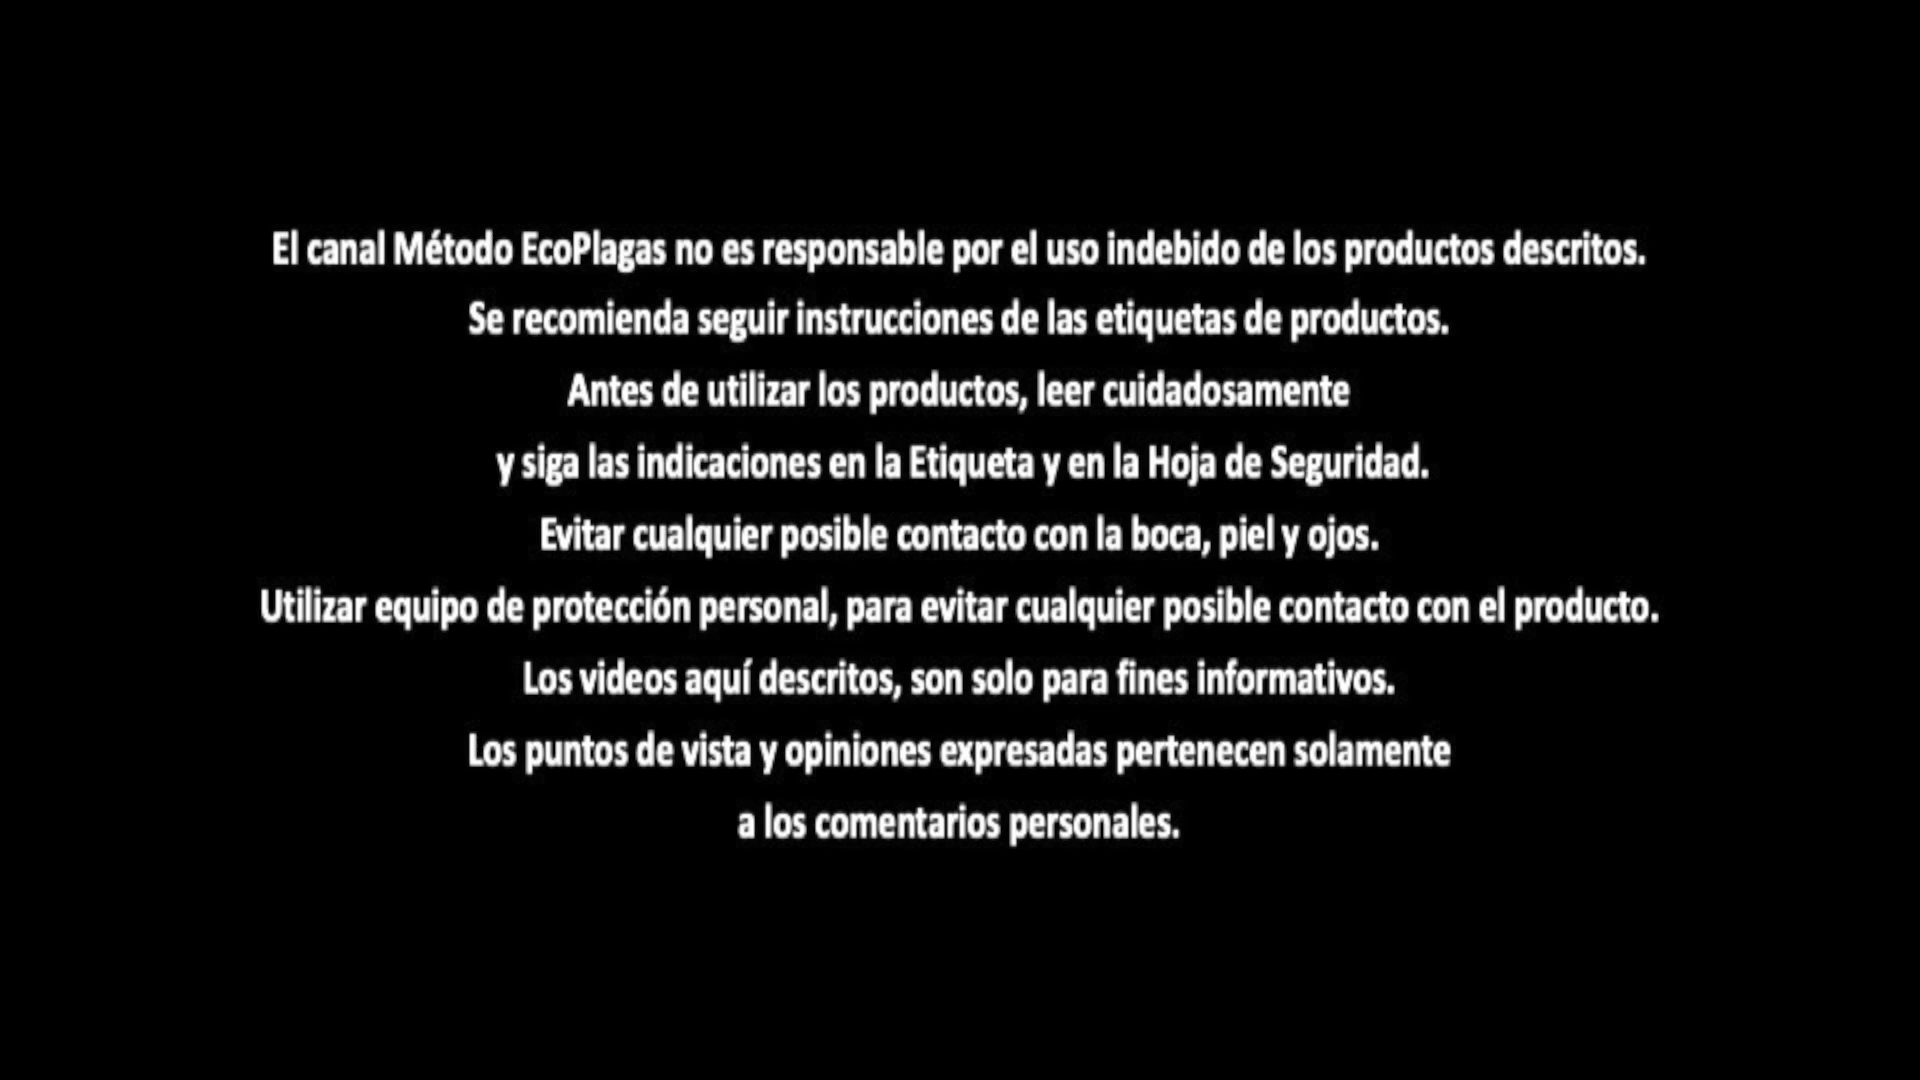 El canal Método EcoPlagas no es responsable por el uso indebido de los productos descritos.
Se recomienda seguir instrucciones de las etiquetas de productos.
Antes de utilizar los productos, leer cuidadosamente
y siga las indicaciones en la Etiqueta y en la Hoja de Seguridad.
Evitar cualquier posible contacto con la boca, piel y ojos.
Utilizar equipo de protección personal, para evitar cualquier posible contacto con el producto.
Los videos aquí descritos, son solo para fines informativos.
Los puntos de vista y opiniones expresadas pertenecen solamente
a los comentarios personales.